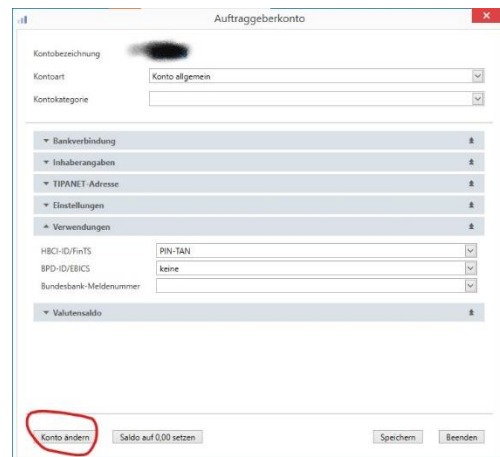 Auftraggeberkonto
Kontobezeichnung
Kontoart Konto allgemein
Kontokategorie
Bankverbindung
Inhaberangaben
TIPANET-Adresse
Einstellungen
Verwendungen
HBCI-ID/FinTS PIN-TAN
BPD-ID/EBICS keine
Bundesbank-Meldenummer
Valutensaldo
Konto ändern Saldo auf 0,00 setzen Speichern Beenden